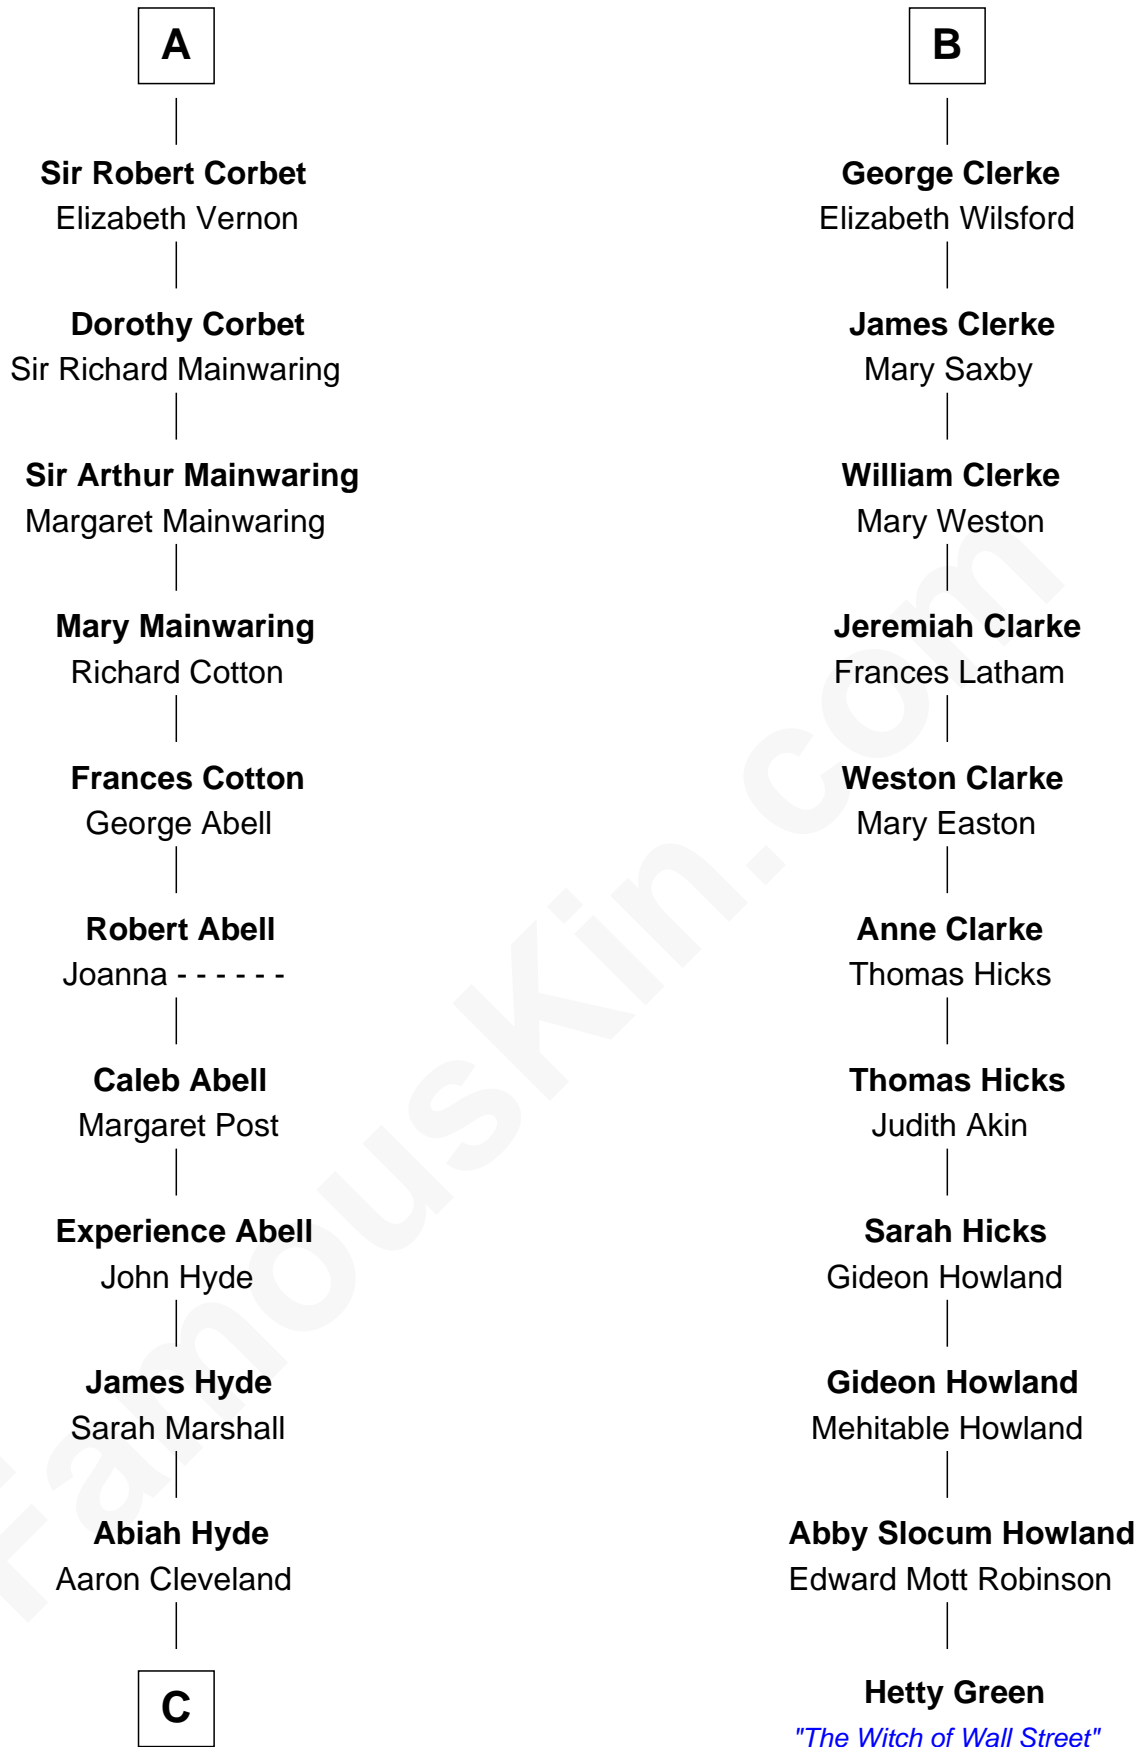 A
Sir Robert Corbet
Elizabeth Vernon
Dorothy Corbet
Sir Richard Mainwaring
Sir Arthur Mainwaring
Margaret Mainwaring
Mary Mainwaring
Richard Cotton
Frances Cotton
George Abell
Robert Abell
Joanna - - - - - -
Caleb Abell
Margaret Post
Experience Abell
John Hyde
James Hyde
Sarah Marshall
Abiah Hyde
Aaron Cleveland
C
B
George Clerke
Elizabeth Wilsford
James Clerke
Mary Saxby
William Clerke
Mary Weston
Jeremiah Clarke
Frances Latham
Weston Clarke
Mary Easton
Anne Clarke
Thomas Hicks
Thomas Hicks
Judith Akin
Sarah Hicks
Gideon Howland
Gideon Howland
Mehitable Howland
Abby Slocum Howland
Edward Mott Robinson
Hetty Green
"The Witch of Wall Street"
FamousKin.com